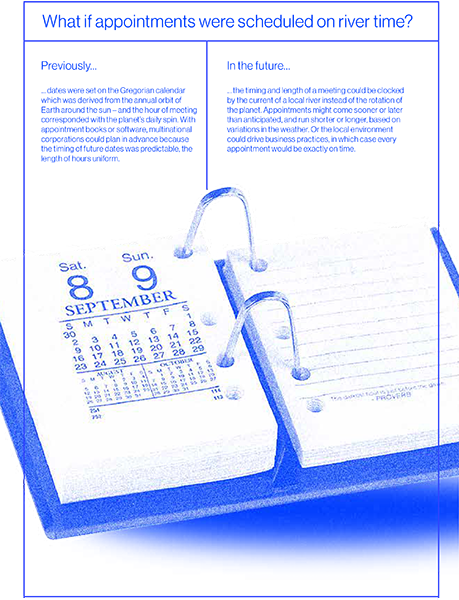 What if appointments were scheduled on river time?
Previously...
... dates were set on the Gregorian calendar
which was derived from the annual orbit of
Earth around the sun – and the hour of meeting
corresponded with the planet's daily spin. With
appointment books or software, multinational
corporations could plan in advance because
the timing of future dates was predictable, the
length of hours uniform.
In the future...
... the timing and length of a meeting could be clocked
by the current of a local river instead of the rotation of
the planet. Appointments might come sooner or later
than anticipated, and run shorter or longer, based on
variations in the weather. Or the local environment
could drive business practices, in which case every
appointment would be exactly on time.
Sat. Sun.
8 9
SEPTEMBER
S M T W T F S
30 1
2 3 4 5 6 7 8
9 10 11 12 13 14 15
16 17 18 19 20 21 22
23 24 25 26 27 28 29
AUGUST OCTOBER
- PROVERB